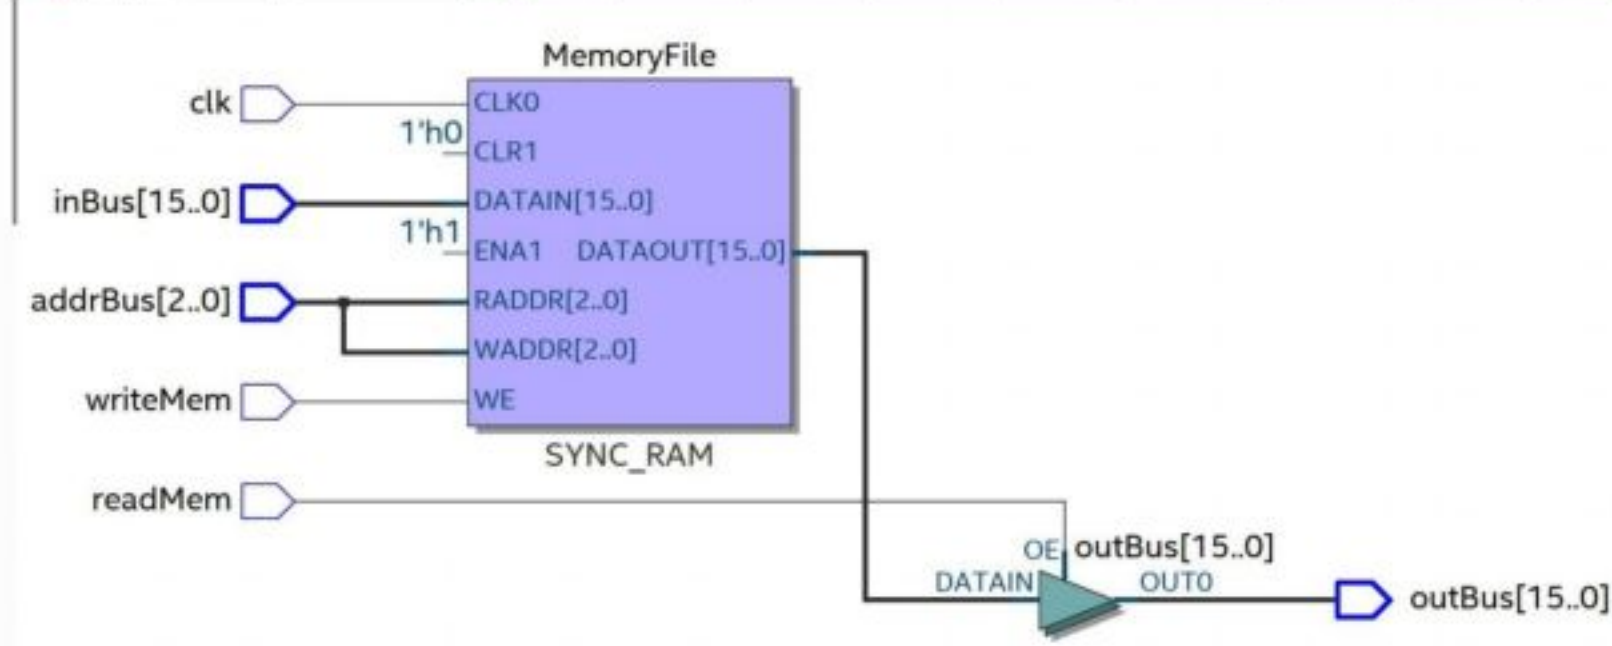 MemoryFile
clk
CLK0
1'h0
CLR1
inBus[15..0]
DATAIN[15..0]
1'h1
ENA1 DATAOUT[15..0]
addrBus[2..0]
RADDR[2..0]
WADDR[2..0]
writeMem
WE
SYNC_RAM
readMem
OE outBus[15..0]
DATAIN OUT0
outBus[15..0]